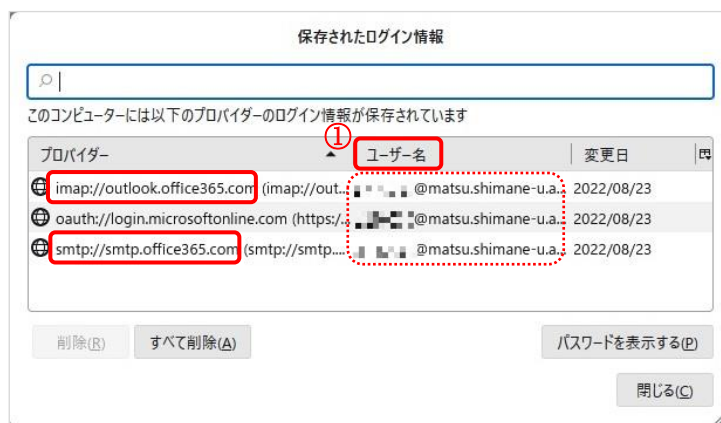 保存されたログイン情報
このコンピューターには以下のプロバイダーのログイン情報が保存されています
①
プロバイダー ユーザー名 変更日
imap://outlook.office365.com (imap://out... @matsu.shimane-u.a... 2022/08/23
oauth://login.microsoftonline.com (https:/... @matsu.shimane-u.a... 2022/08/23
smtp://smtp.office365.com (smtp://smtp.... @matsu.shimane-u.a... 2022/08/23
削除(R) すべて削除(A) パスワードを表示する(P)
閉じる(C)